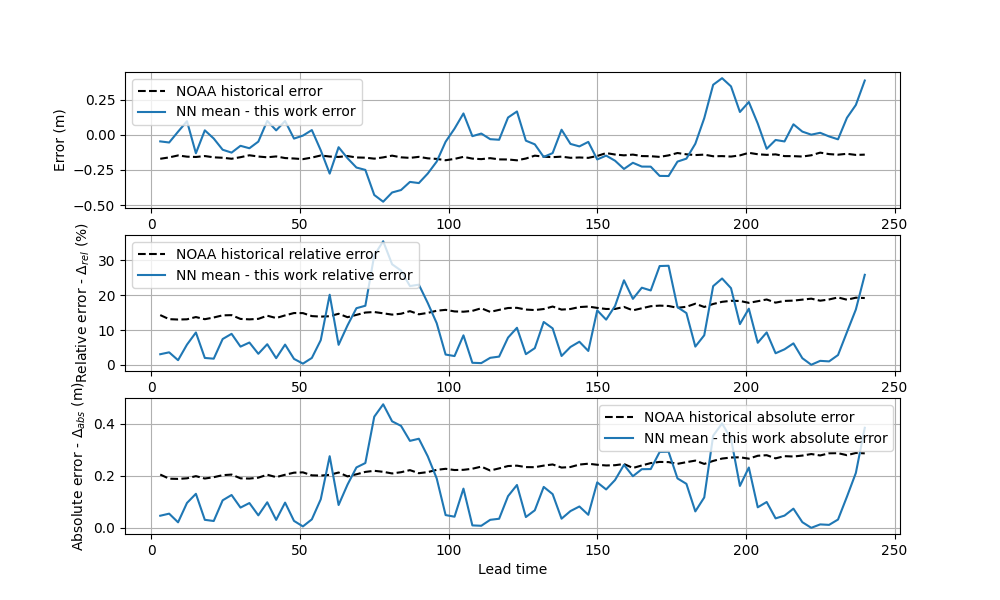 NOAA historical error
NN mean - this work error
Error (m)
0.25
0.00
−0.25
−0.50
0 50 100 150 200 250
NOAA historical relative error
NN mean - this work relative error
Relative error - Δrel (%)
30
20
10
0
0 50 100 150 200 250
NOAA historical absolute error
NN mean - this work absolute error
Absolute error - Δabs (m)
0.4
0.2
0.0
0 50 100 150 200 250
Lead time